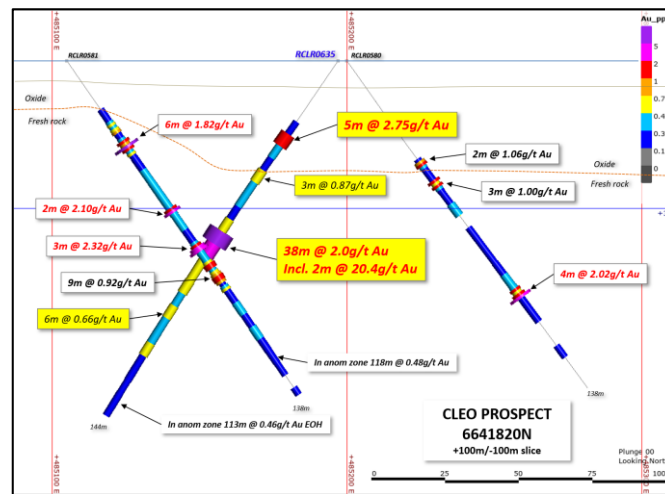 +485100 E
+485200 E
Au_pp
RCLR0581
RCLR0635
RCLR0580
5
2
1
0.7
0.4
0.3
0.1
0
Oxide
Fresh rock
6m @ 1.82g/t Au
5m @ 2.75g/t Au
2m @ 1.06g/t Au
Oxide
Fresh rock
3m @ 0.87g/t Au
3m @ 1.00g/t Au
2m @ 2.10g/t Au
3m @ 2.32g/t Au
38m @ 2.0g/t Au
Incl. 2m @ 20.4g/t Au
9m @ 0.92g/t Au
4m @ 2.02g/t Au
6m @ 0.66g/t Au
In anom zone 118m @ 0.48g/t Au
138m
138m
144m
In anom zone 113m @ 0.46g/t Au EOH
CLEO PROSPECT
6641820N
+100m/-100m slice
Plunge 00
Looking Nort
0 25 50 75 100
+485100 E
+485200 E